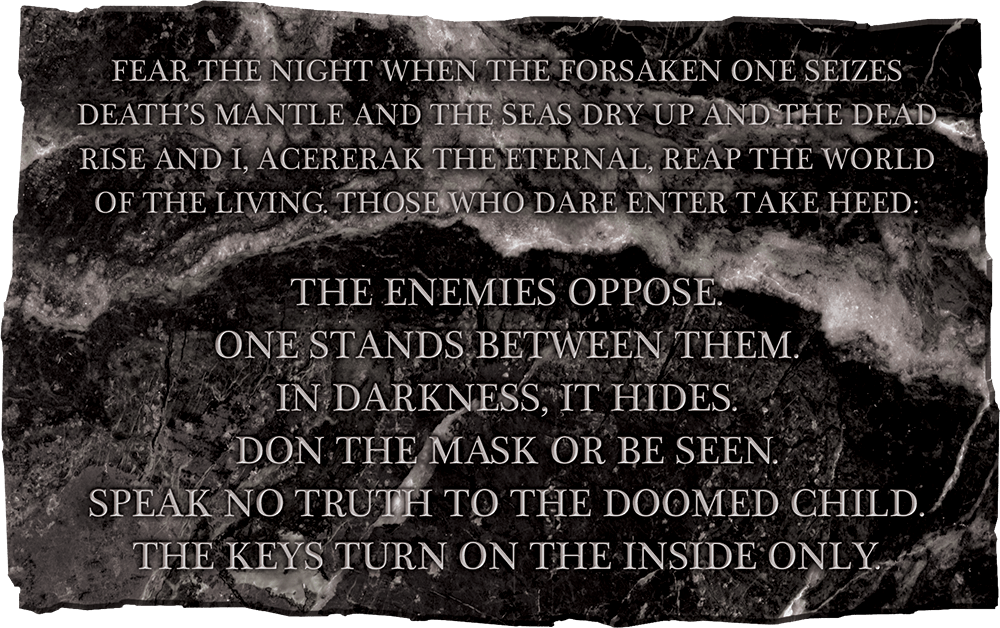 FEAR THE NIGHT WHEN THE FORSAKEN ONE SEIZES
DEATH'S MANTLE AND THE SEAS DRY UP AND THE DEAD
RISE AND I, ACERERAK THE ETERNAL, REAP THE WORLD
OF THE LIVING. THOSE WHO DARE ENTER TAKE HEED:
THE ENEMIES OPPOSE.
ONE STANDS BETWEEN THEM.
IN DARKNESS, IT HIDES.
DON THE MASK OR BE SEEN.
SPEAK NO TRUTH TO THE DOOMED CHILD.
THE KEYS TURN ON THE INSIDE ONLY.